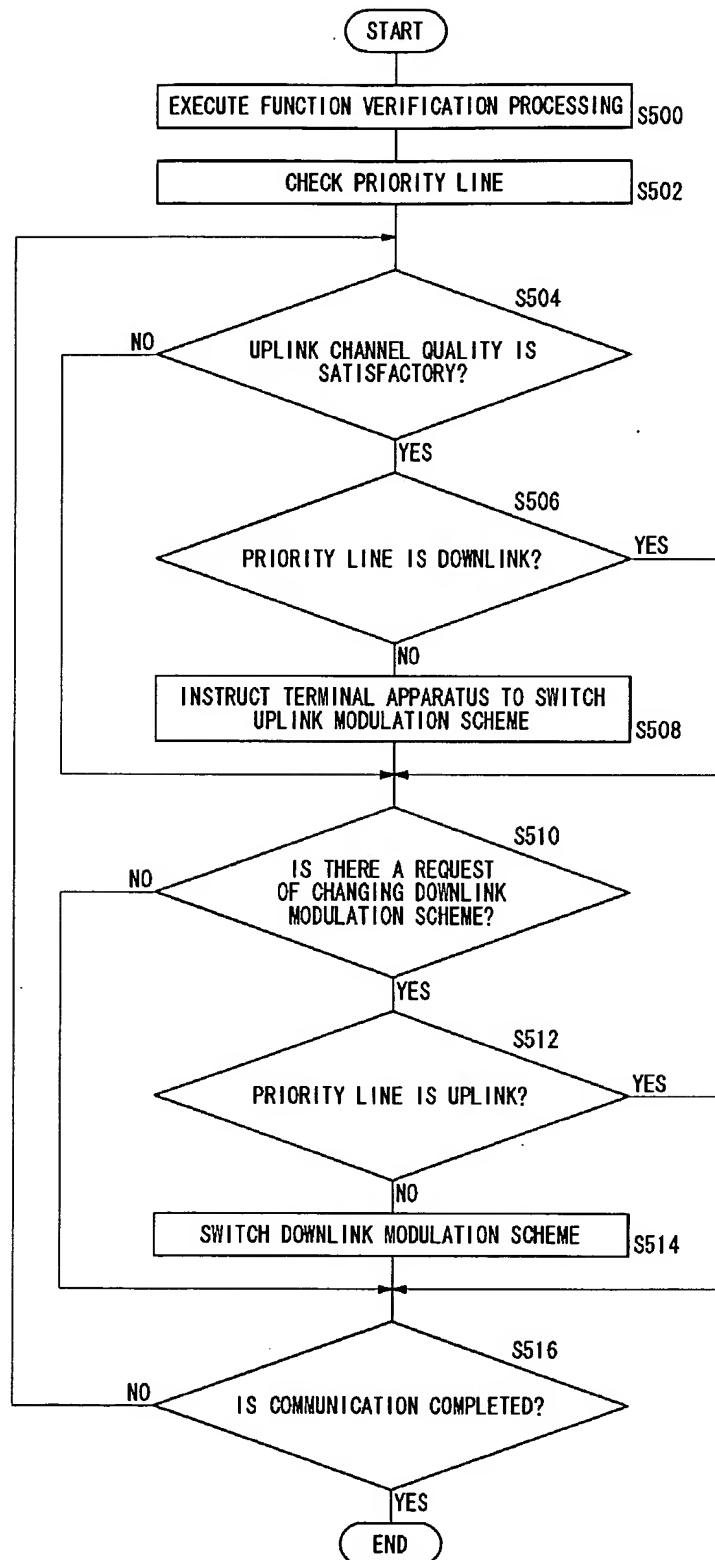 START
EXECUTE FUNCTION VERIFICATION PROCESSING
S500
CHECK PRIORITY LINE
S502
S504
NO
UPLINK CHANNEL QUALITY IS
SATISFACTORY?
YES
S506
PRIORITY LINE IS DOWNLINK?
YES
NO
INSTRUCT TERMINAL APPARATUS TO SWITCH
UPLINK MODULATION SCHEME
S508
S510
NO
IS THERE A REQUEST
OF CHANGING DOWNLINK
MODULATION SCHEME?
YES
S512
PRIORITY LINE IS UPLINK?
YES
NO
SWITCH DOWNLINK MODULATION SCHEME
S514
S516
NO
IS COMMUNICATION COMPLETED?
YES
END